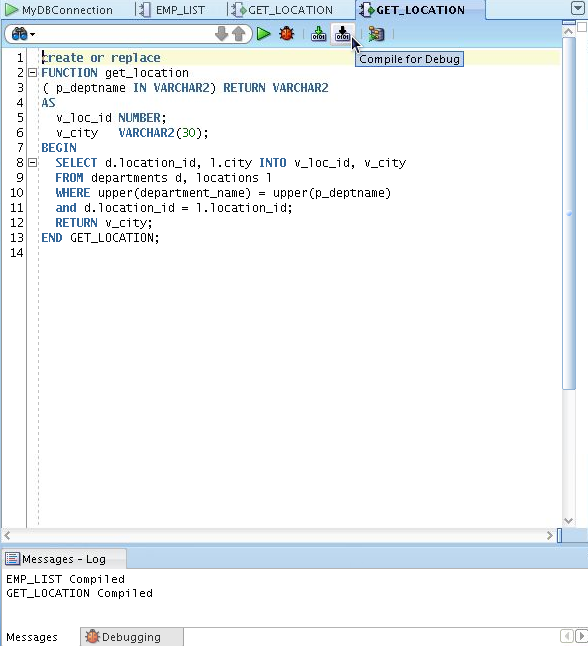 MyDBConnection EMP_LIST GET_LOCATION GET_LOCATION
Compile for Debug
1 create or replace
2 FUNCTION get_location
3 ( p_deptname IN VARCHAR2) RETURN VARCHAR2
4 AS
5 v_loc_id NUMBER;
6 v_city VARCHAR2(30);
7 BEGIN
8 SELECT d.location_id, l.city INTO v_loc_id, v_city
9 FROM departments d, locations l
10 WHERE upper(department_name) = upper(p_deptname)
11 and d.location_id = l.location_id;
12 RETURN v_city;
13 END GET_LOCATION;
14
Messages - Log
EMP_LIST Compiled
GET_LOCATION Compiled
Messages Debugging